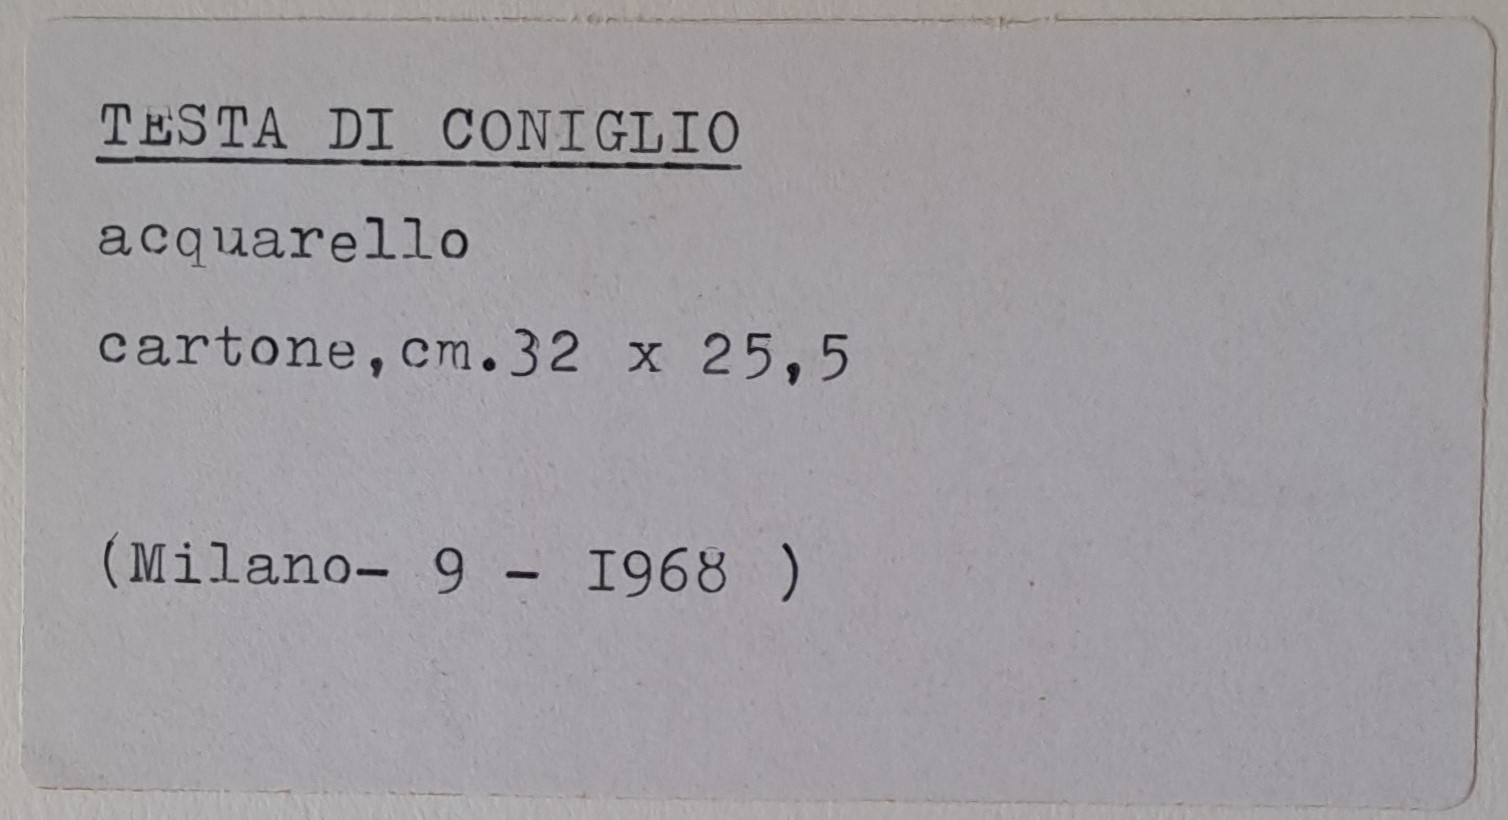 TESTA DI CONIGLIO
acquarello
cartone,cm.32 x 25,5
(Milano- 9 - I968 )